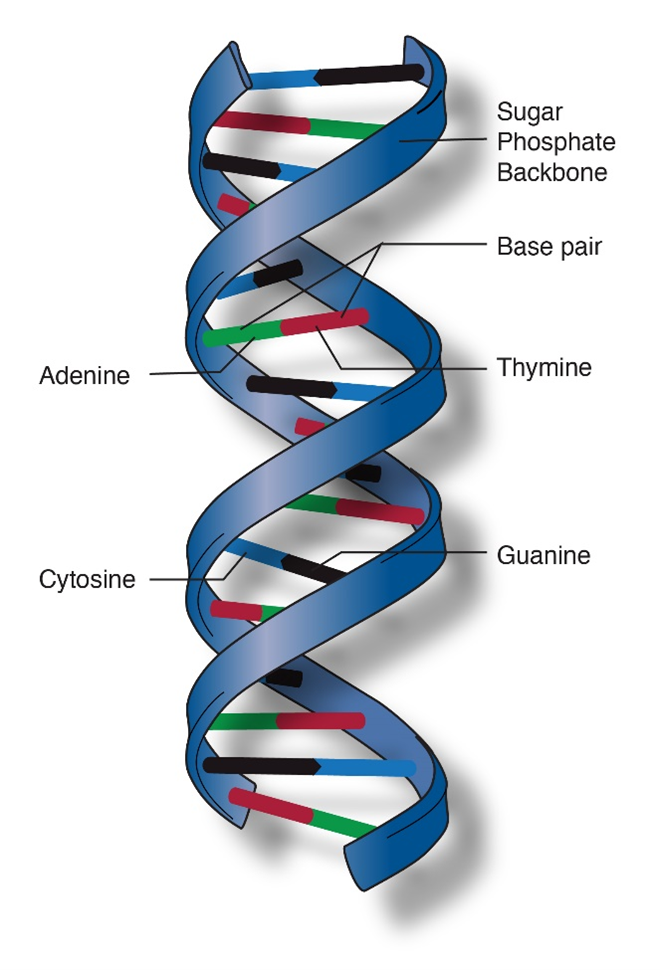 Sugar
Phosphate
Backbone
Base pair
Adenine
Thymine
Cytosine
Guanine